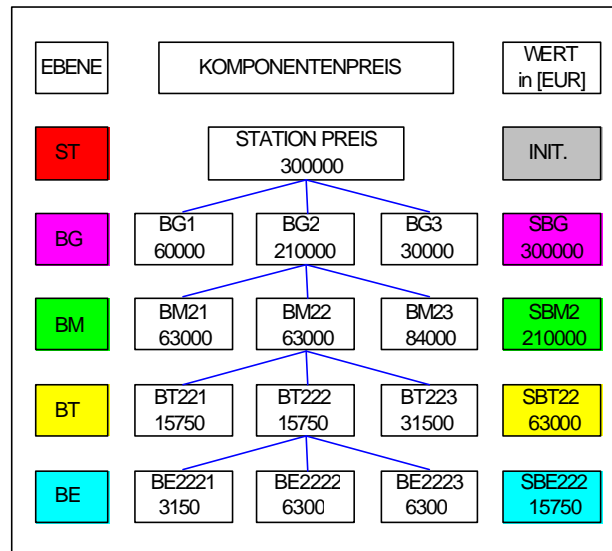 EBENE
KOMPONENTENPREIS
WERT
in [EUR]
ST
STATION PREIS
300000
INIT.
BG
BG1
60000
BG2
210000
BG3
30000
SBG
300000
BM
BM21
63000
BM22
63000
BM23
84000
SBM2
210000
BT
BT221
15750
BT222
15750
BT223
31500
SBT22
63000
BE
BE2221
3150
BE2222
6300
BE2223
6300
SBE222
15750